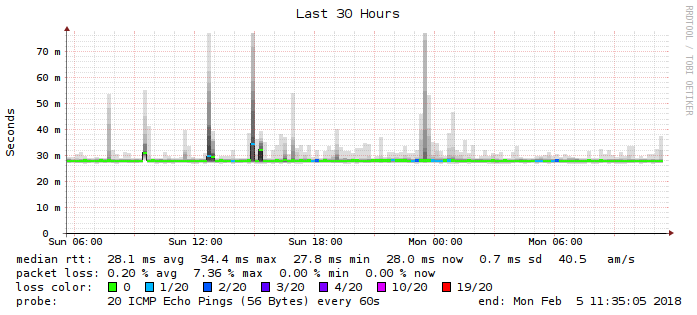 Last 30 Hours
RRDTOOL / TOBI OETIKER
Seconds
70 m
60 m
50 m
40 m
30 m
20 m
10 m
0
Sun 06:00 Sun 12:00 Sun 18:00 Mon 00:00 Mon 06:00
median rtt: 28.1 ms avg 34.4 ms max 27.8 ms min 28.0 ms now 0.7 ms sd 40.5 am/s
packet loss: 0.20 % avg 7.36 % max 0.00 % min 0.00 % now
loss color: 0 1/20 2/20 3/20 4/20 10/20 19/20
probe: 20 ICMP Echo Pings (56 Bytes) every 60s end: Mon Feb 5 11:35:05 2018